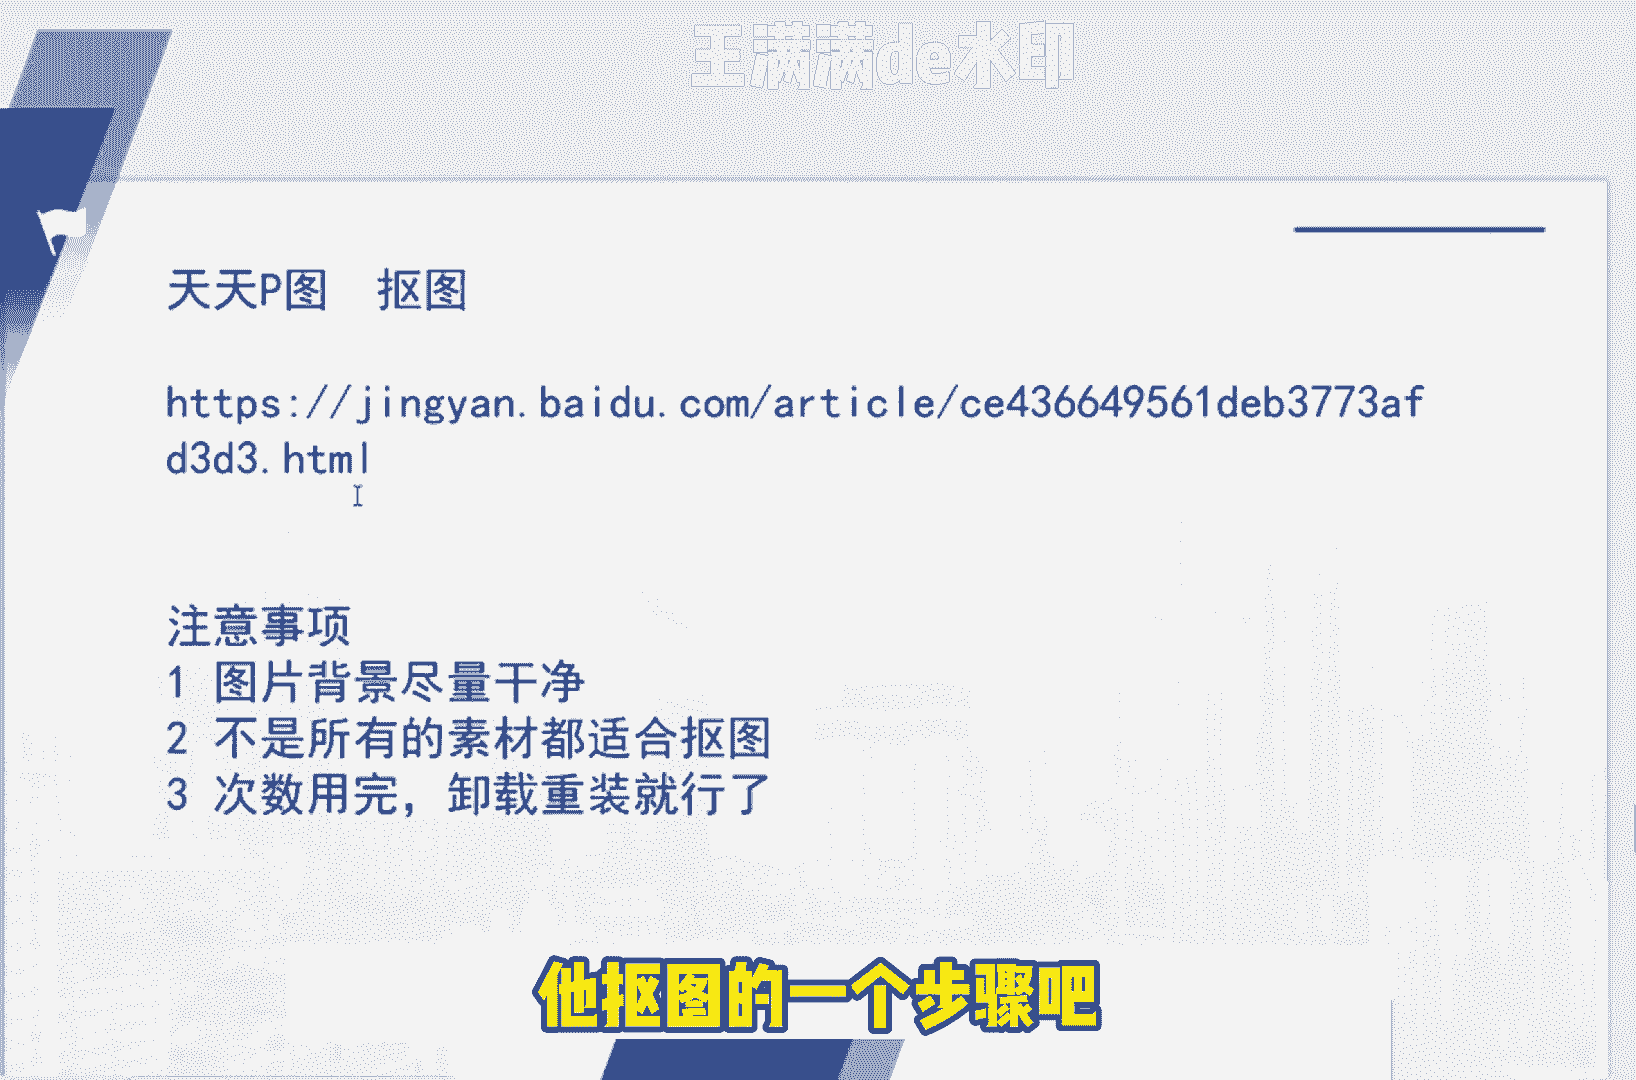 王满满de水印
天天P图 抠图
https://jingyan.baidu.com/article/ce436649561deb3773af
d3d3.html
注意事项
1 图片背景尽量干净
2 不是所有的素材都适合抠图
3 次数用完，卸载重装就行了
他抠图的一个步骤吧